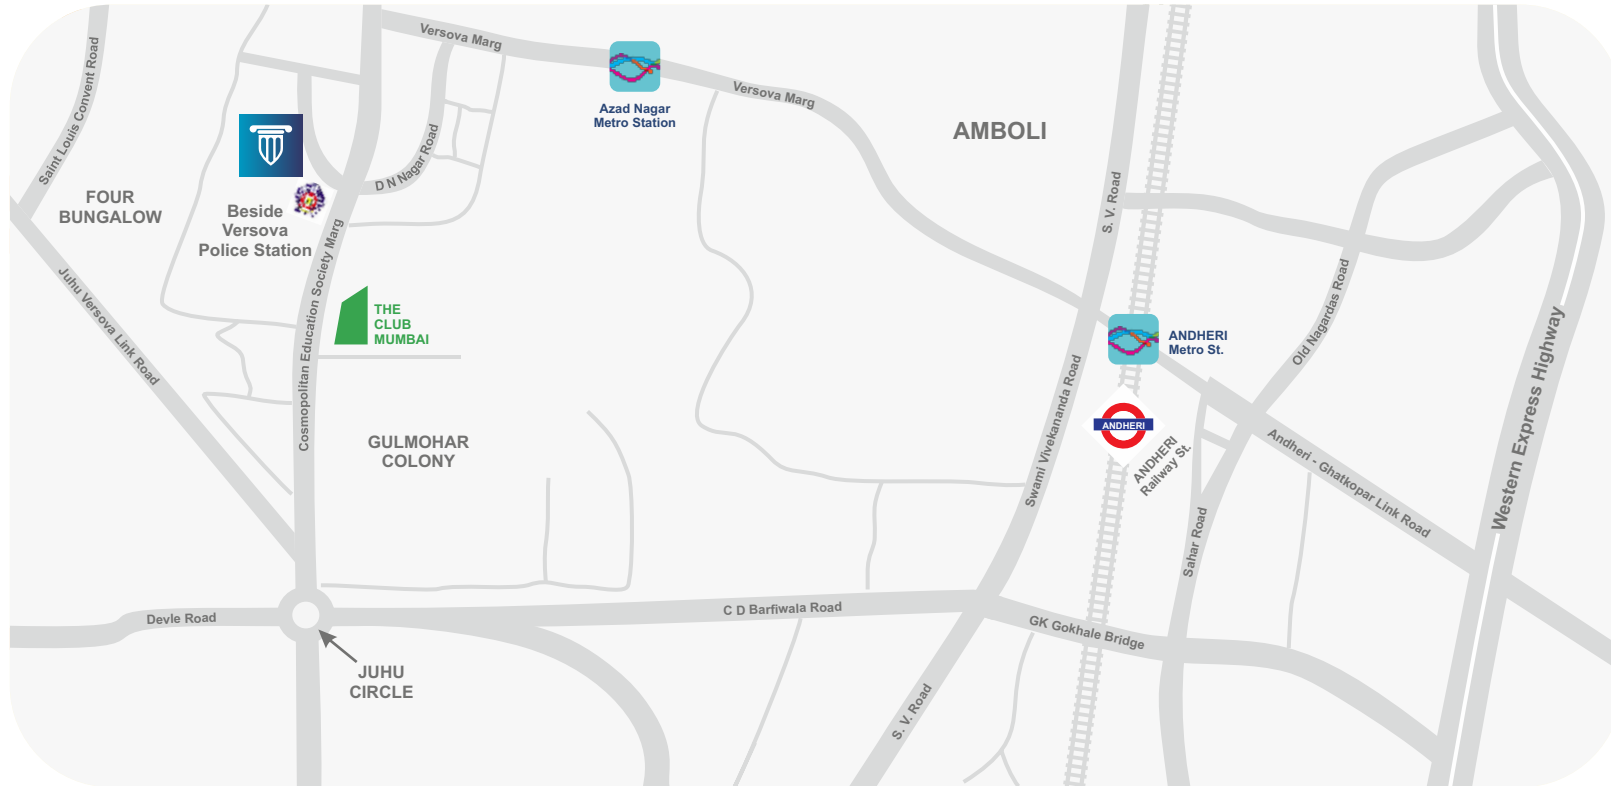 Versova Marg
Saint Louis Convent Road
Azad Nagar
Metro Station
Versova Marg
AMBOLI
D N Nagar Road
FOUR
BUNGALOW
Beside
Versova
Police Station
S. V. Road
Juhu Versova Link Road
Cosmopolitan Education Society Marg
THE
CLUB
MUMBAI
ANDHERI
Metro St.
Old Nagardas Road
Western Express Highway
Swami Vivekananda Road
ANDHERI
ANDHERI
Railway St.
GULMOHAR
COLONY
Andheri - Ghatkopar Link Road
Sahar Road
Devle Road
C D Barfiwala Road
GK Gokhale Bridge
JUHU
CIRCLE
S. V. Road